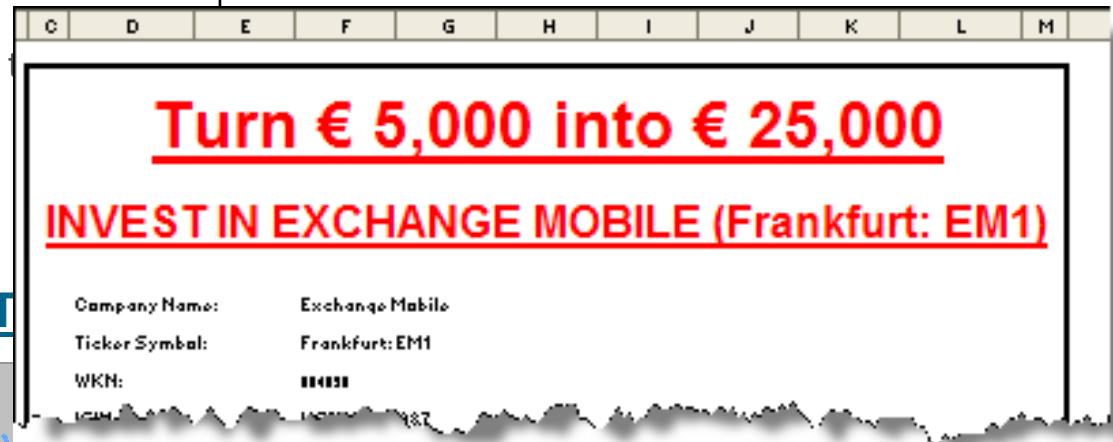 C D E F G H I J K L M
Turn € 5,000 into € 25,000
INVEST IN EXCHANGE MOBILE (Frankfurt: EM1)
Company Name: Exchange Mobile
Ticker Symbol: Frankfurt: EM1
WKN: